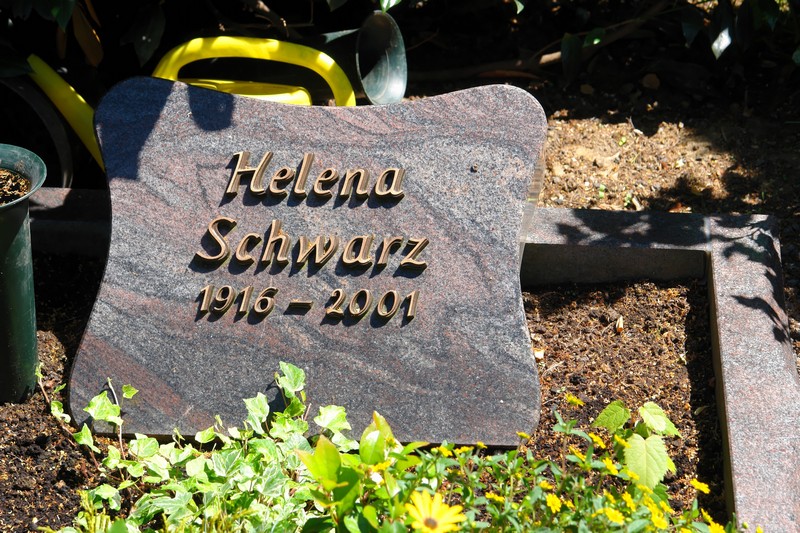 Helena
Schwarz
1916 – 2001